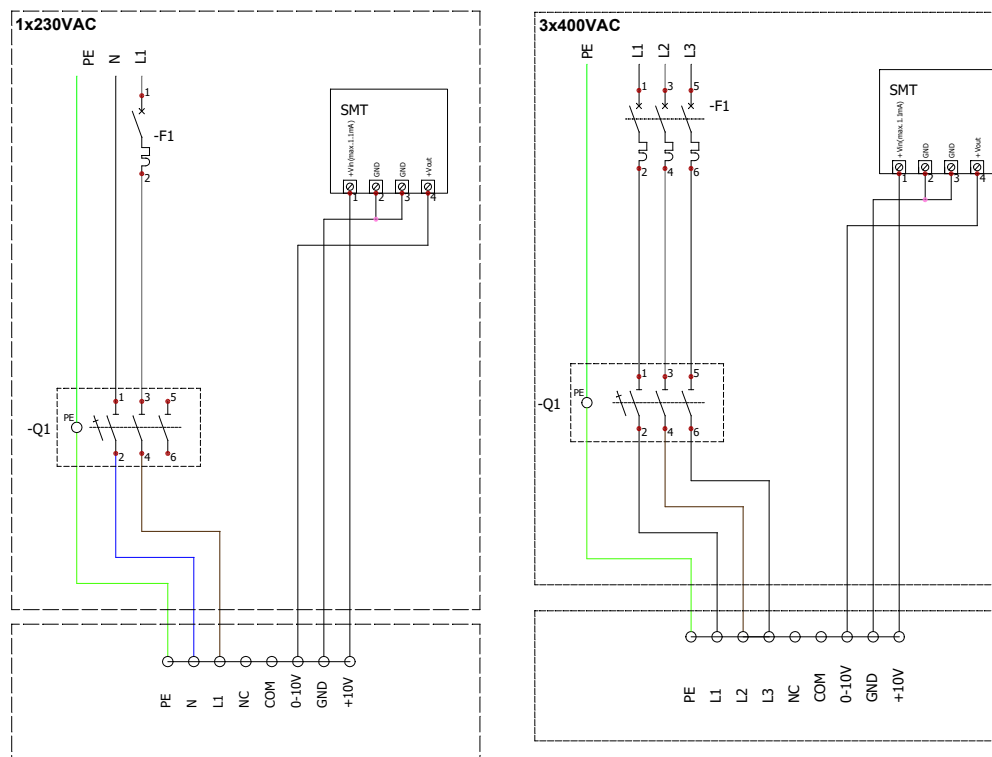 1x230VAC
PE
N
L1
1
-F1
2
SMT
+Vin(max.1.1mA)
GND
GND
+Vout
1
2
3
4
-Q1
PE
1
3
5
2
4
6
PE
N
L1
NC
COM
0-10V
GND
+10V
3x400VAC
PE
L1
L2
L3
1
3
5
-F1
2
4
6
SMT
+Vin(max.1.1mA)
GND
GND
+Vout
1
2
3
4
-Q1
PE
1
3
5
2
4
6
PE
L1
L2
L3
NC
COM
0-10V
GND
+10V